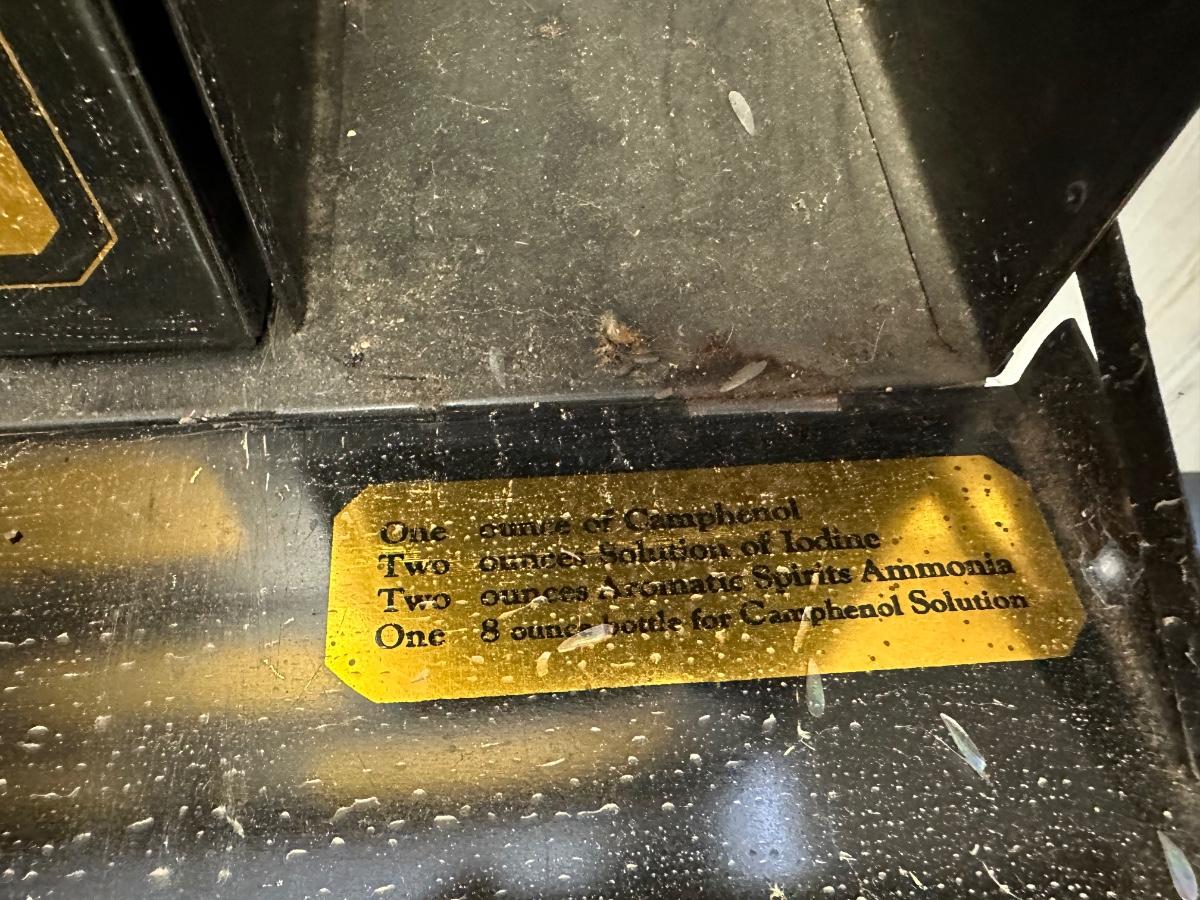 One ounce of Camphenol
Two ounces Solution of Iodine
Two ounces Aromatic Spirits Ammonia
One 8 ounce bottle for Camphenol Solution